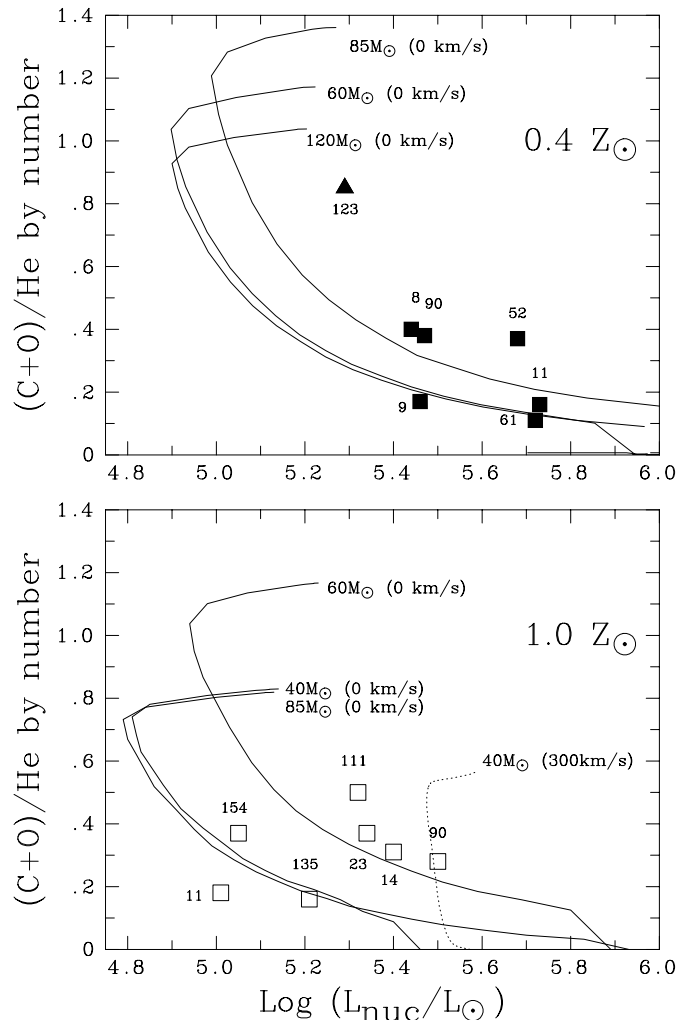 (C+O)/He by number
1.4
1.2
1.0
.8
.6
.4
.2
0
85M☉ (0 km/s)
60M☉ (0 km/s)
120M☉ (0 km/s)
0.4 Z☉
123
8
90
52
11
9
61
4.8 5.0 5.2 5.4 5.6 5.8 6.0
(C+O)/He by number
1.4
1.2
1.0
.8
.6
.4
.2
0
60M☉ (0 km/s)
1.0 Z☉
40M☉ (0 km/s)
85M☉ (0 km/s)
40M☉ (300km/s)
111
154
90
135
23
14
11
4.8 5.0 5.2 5.4 5.6 5.8 6.0
Log (Lnuc/L☉)